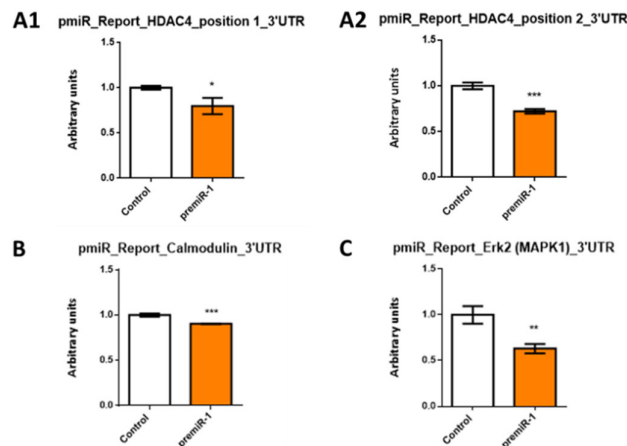 A1
pmiR_Report_HDAC4_position 1_3'UTR
Arbitrary units
1.5
1.0
0.5
0.0
*
Control
premiR-1
A2
pmiR_Report_HDAC4_position 2_3'UTR
Arbitrary units
1.5
1.0
0.5
0.0
***
Control
premiR-1
B
pmiR_Report_Calmodulin_3'UTR
Arbitrary units
1.5
1.0
0.5
0.0
***
Control
premiR-1
C
pmiR_Report_Erk2 (MAPK1)_3'UTR
Arbitrary units
1.5
1.0
0.5
0.0
**
Control
premiR-1